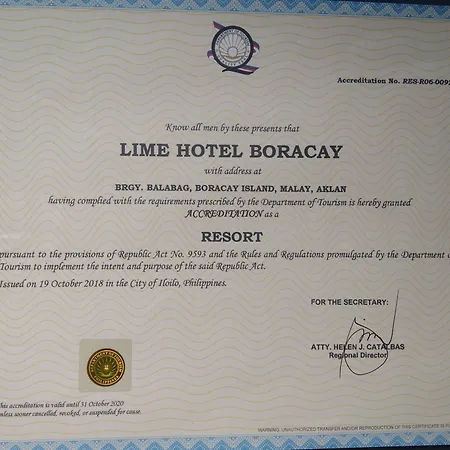 Accreditation No. RES-R06-009
Know all men by these presents that
LIME HOTEL BORACAY
with address at
BRGY. BALABAG, BORACAY ISLAND, MALAY, AKLAN
having complied with the requirements prescribed by the Department of Tourism is hereby granted
ACCREDITATION as a
RESORT
pursuant to the provisions of Republic Act No. 9593 and the Rules and Regulations promulgated by the Department o
Tourism to implement the intent and purpose of the said Republic Act.
Issued on 19 October 2018 in the City of Iloilo, Philippines.
FOR THE SECRETARY:
ATTY. HELEN J. CATALBAS
Regional Director
This accreditation is valid until 31 October 2020
unless sooner cancelled, revoked, or suspended for cause.
WARNING: UNAUTHORIZED TRANSFER AND/OR REPRODUCTION OF THIS CERTIFICATE IS